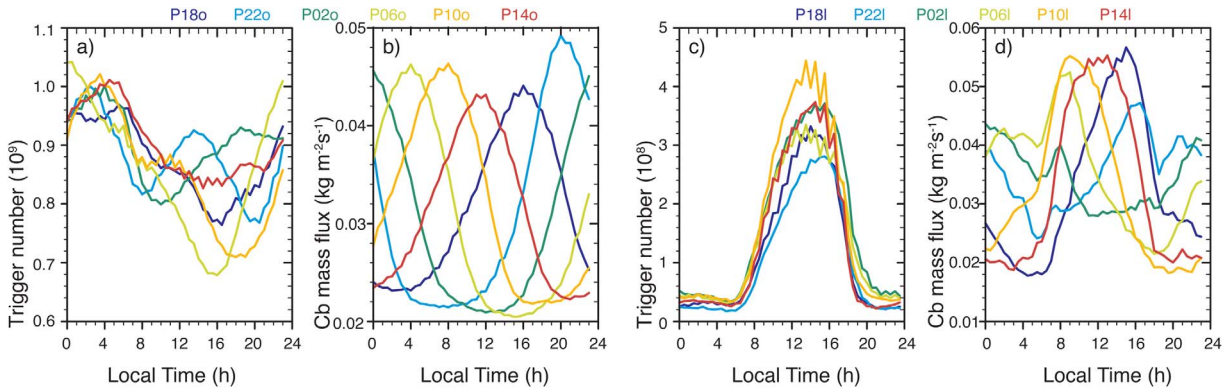 P18o P22o P02o P06o P10o P14o P18l P22l P02l P06l P10l P14l
a) b) c) d)
1.1 1.0 0.9 0.8 0.7 0.6
Trigger number (10⁸)
0 4 8 12 16 20 24
Local Time (h)
0.05 0.04 0.03 0.02
Cb mass flux (kg m⁻²s⁻¹)
0 4 8 12 16 20 24
Local Time (h)
5 4 3 2 1 0
Trigger number (10⁸)
0 4 8 12 16 20 24
Local Time (h)
0.06 0.05 0.04 0.03 0.02 0.01
Cb mass flux (kg m⁻²s⁻¹)
0 4 8 12 16 20 24
Local Time (h)